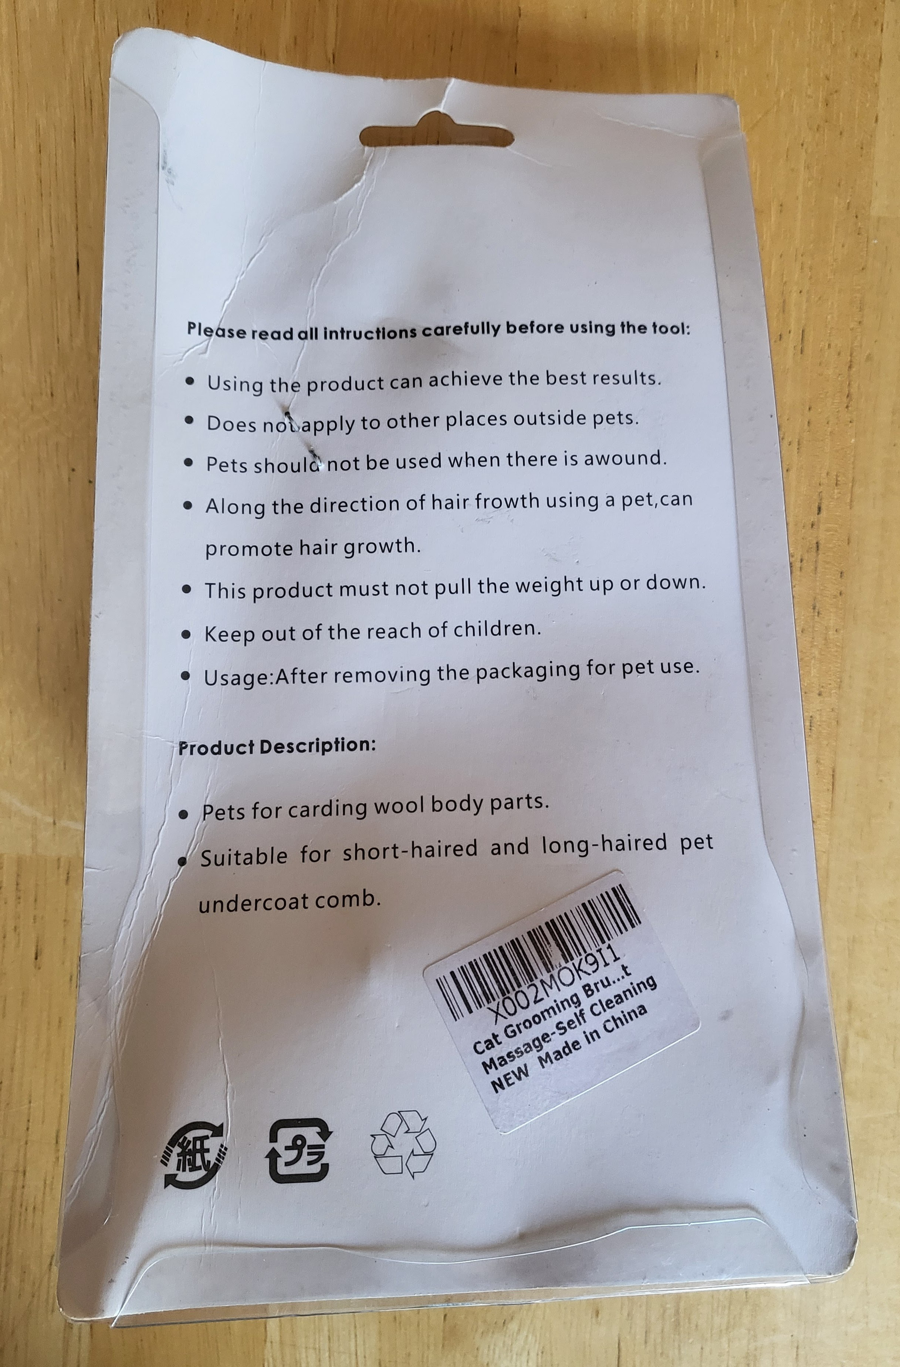 Please read all intructions carefully before using the tool:
• Using the product can achieve the best results.
• Does not apply to other places outside pets.
• Pets should not be used when there is awound.
• Along the direction of hair frowth using a pet,can
promote hair growth.
• This product must not pull the weight up or down.
• Keep out of the reach of children.
• Usage:After removing the packaging for pet use.
Product Description:
• Pets for carding wool body parts.
• Suitable for short-haired and long-haired pet
undercoat comb.
X002MOK9I1
Cat Grooming Bru...t
Massage-Self Cleaning
NEW Made in China
紙
プラ